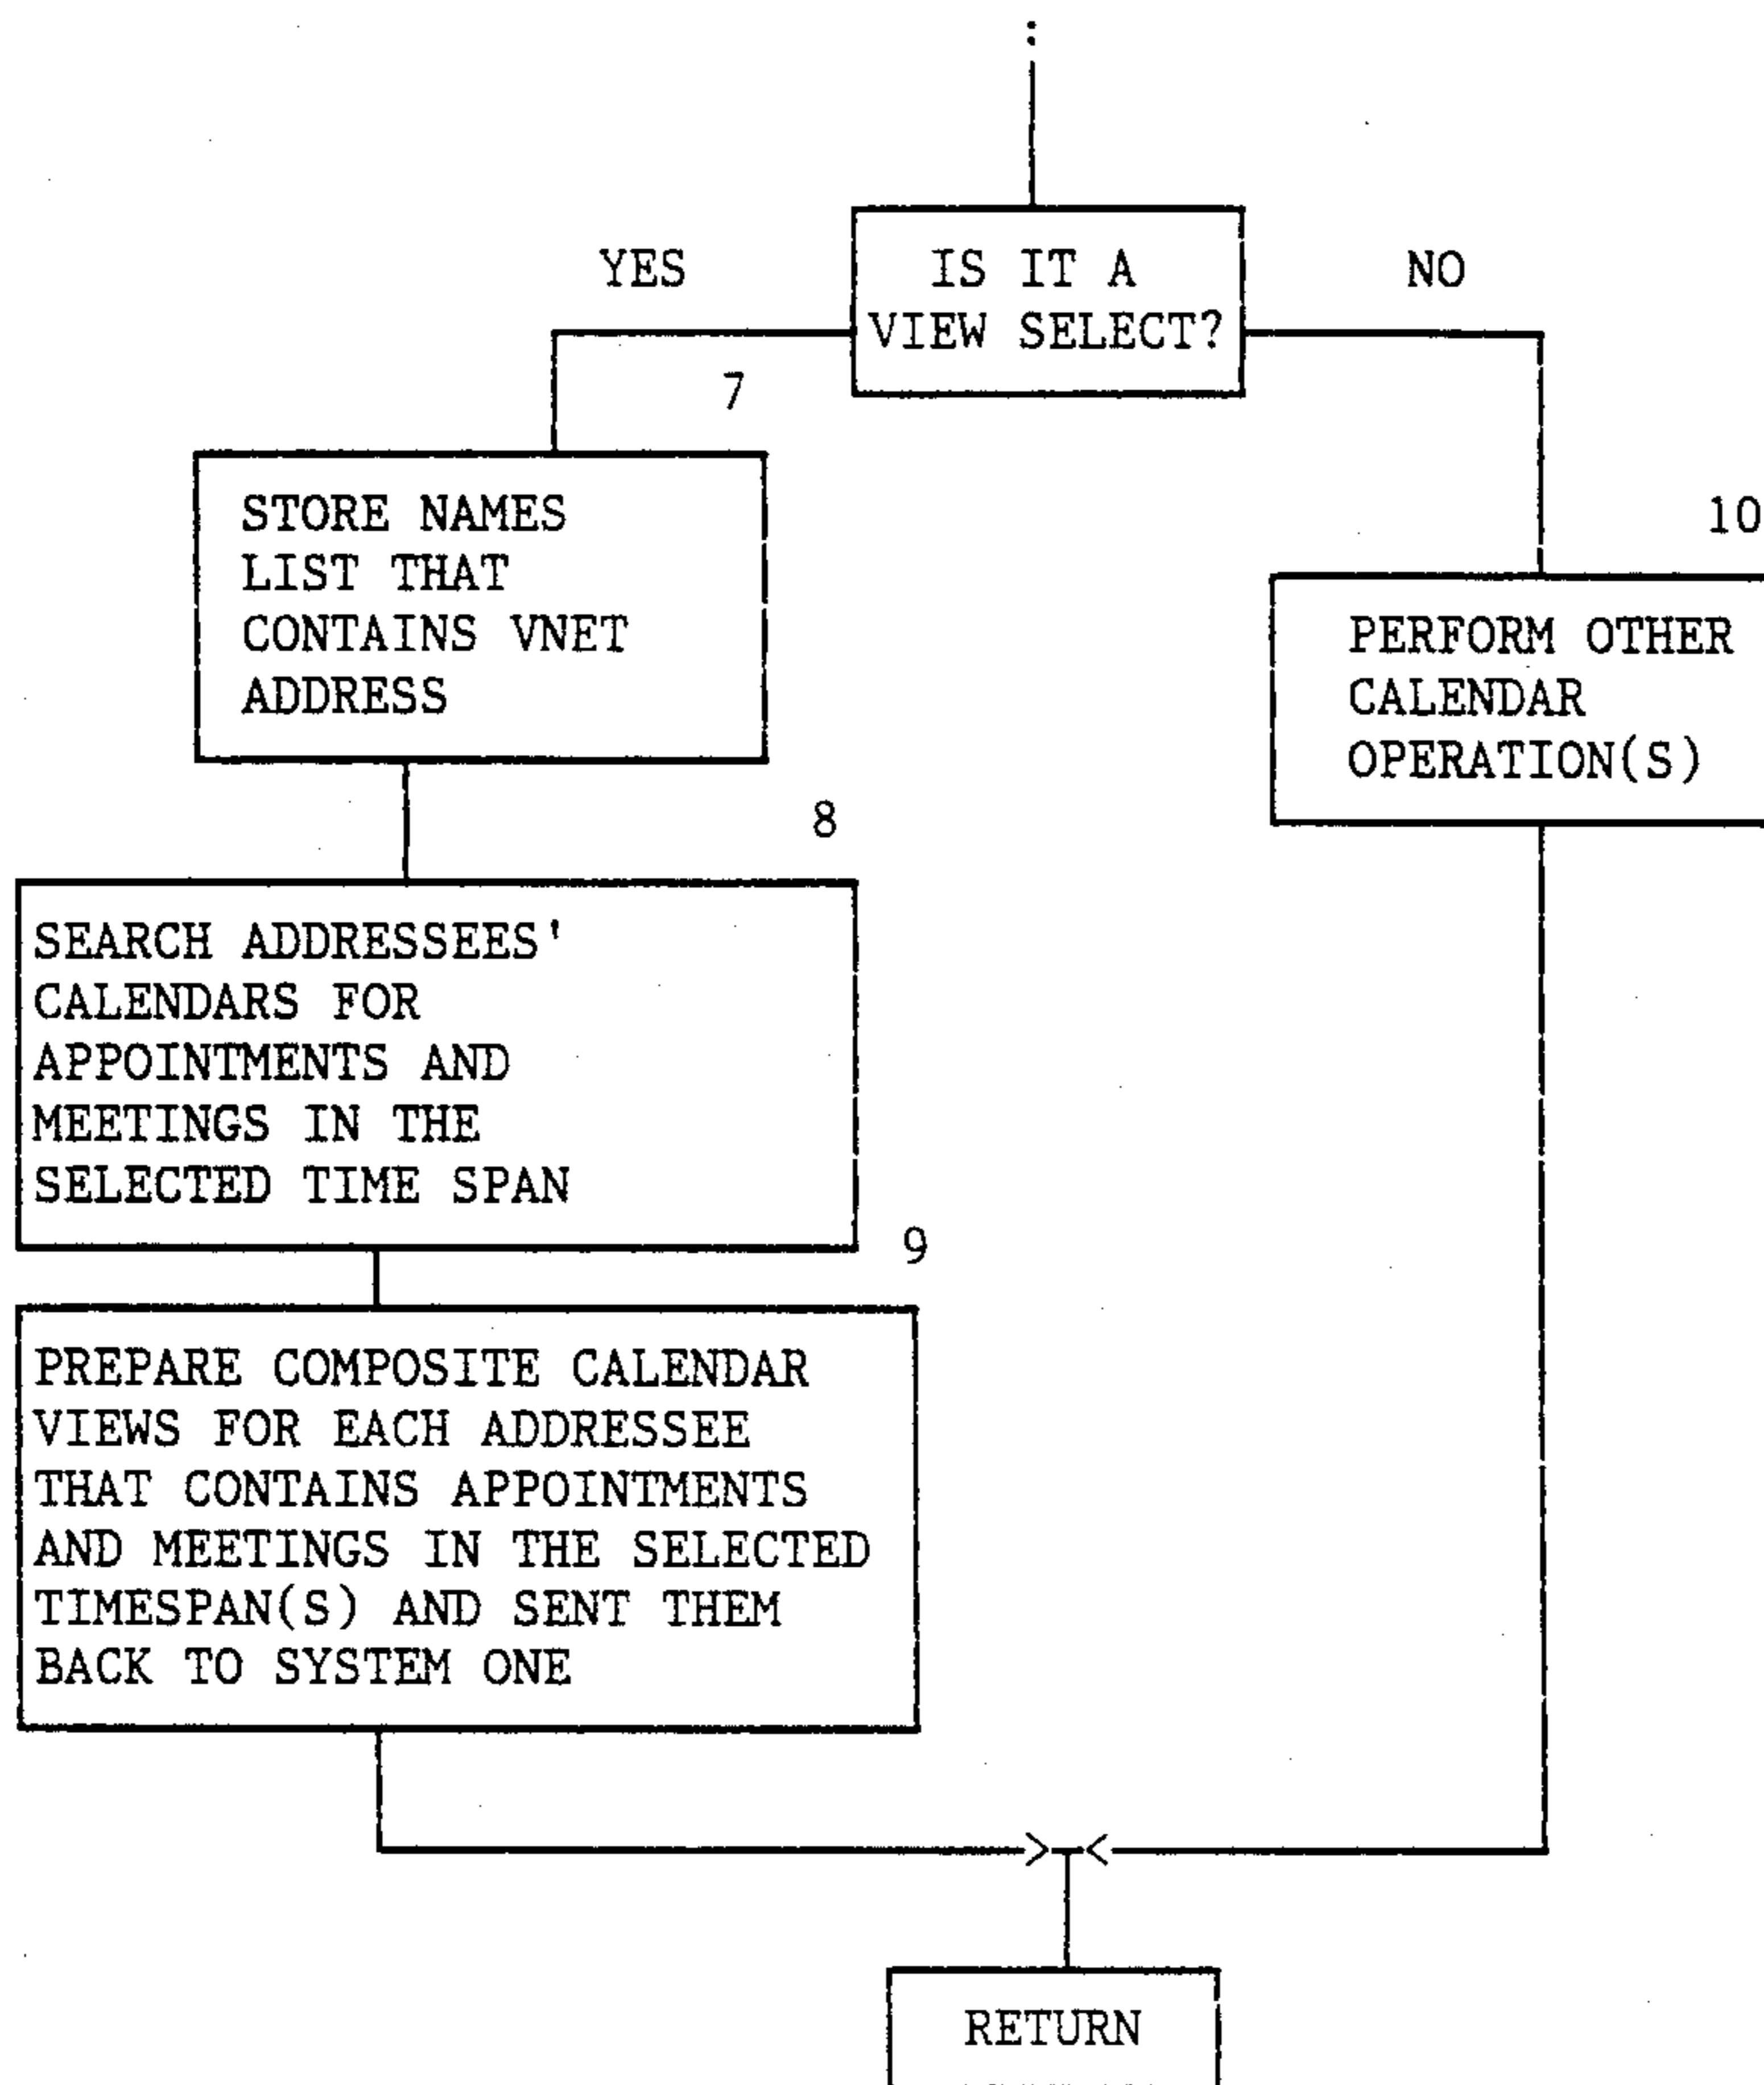 :
YES
IS IT A
VIEW SELECT?
NO
7
STORE NAMES
LIST THAT
CONTAINS VNET
ADDRESS
10
PERFORM OTHER
CALENDAR
OPERATION(S)
8
SEARCH ADDRESSEES'
CALENDARS FOR
APPOINTMENTS AND
MEETINGS IN THE
SELECTED TIME SPAN
9
PREPARE COMPOSITE CALENDAR
VIEWS FOR EACH ADDRESSEE
THAT CONTAINS APPOINTMENTS
AND MEETINGS IN THE SELECTED
TIMESPAN(S) AND SENT THEM
BACK TO SYSTEM ONE
> <
RETURN